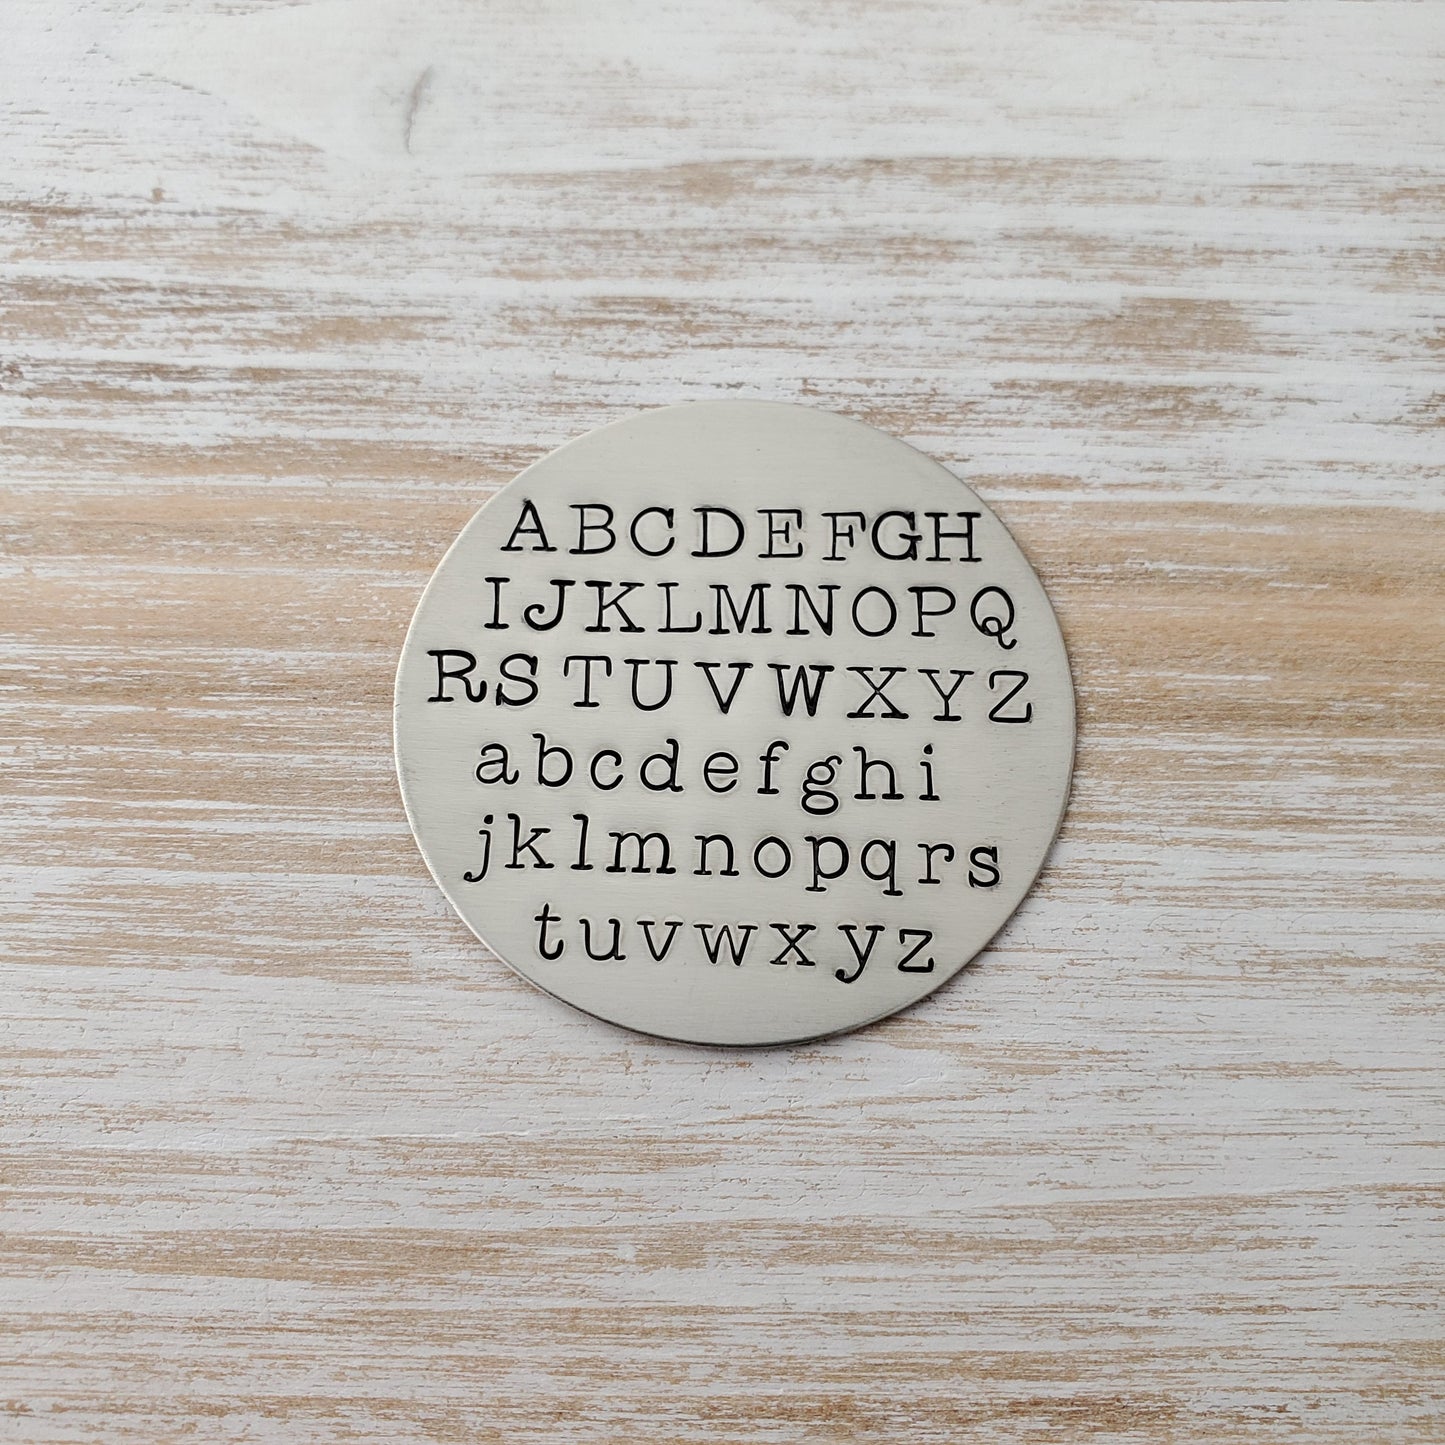 ABCDEFGH
IJKLMNOPQ
RSTUVWXYZ
abcdefghi
jklmnopqrs
tuvwxyz